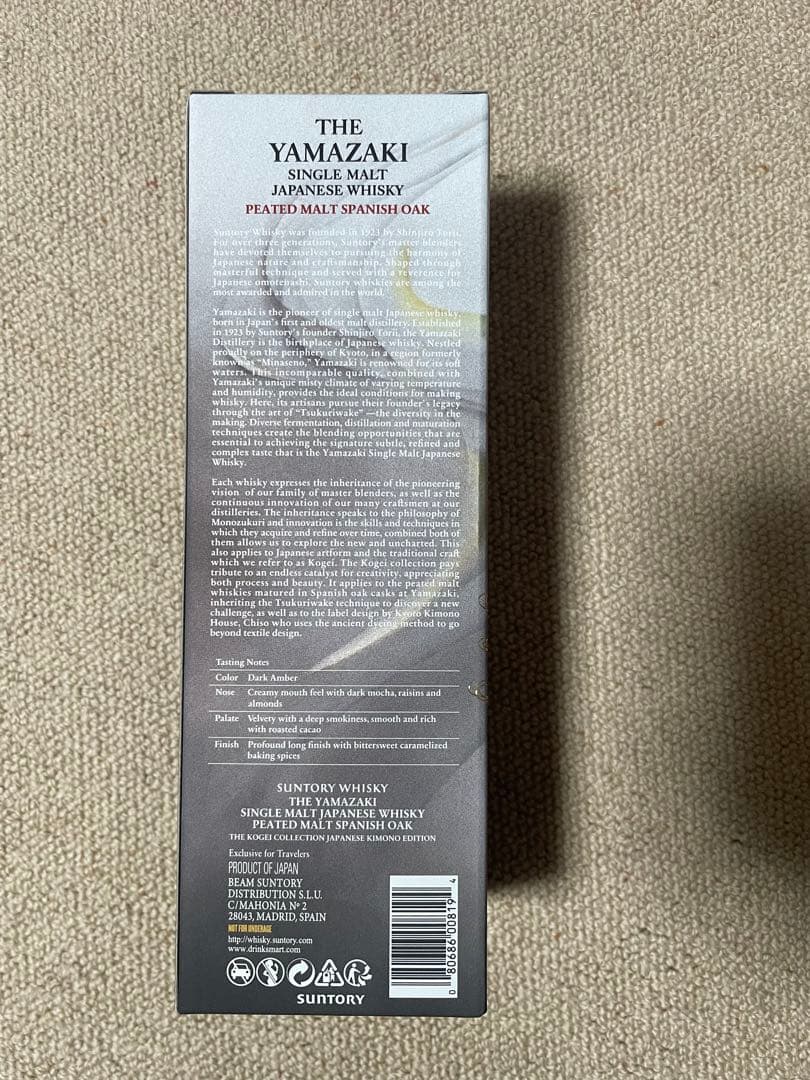 THE
YAMAZAKI
SINGLE MALT
JAPANESE WHISKY
PEATED MALT SPANISH OAK
Suntory Whisky was founded in 1923 by Shinjiro Torii.
For over three generations, Suntory's master blenders
have devoted themselves to pursuing the harmony of
Japanese nature and craftsmanship. Shaped through
masterful technique and served with a reverence for
Japanese omotenashi, Suntory whiskies are among the
most awarded and admired in the world.
Yamazaki is the pioneer of single malt Japanese whisky,
born in Japan's first and oldest malt distillery. Established
in 1923 by Suntory's founder Shinjiro Torii, the Yamazaki
Distillery is the birthplace of Japanese whisky. Nestled
proudly on the periphery of Kyoto, in a region formerly
known as "Minaseno," Yamazaki is renowned for its soft
waters. This incomparable quality, combined with
Yamazaki's unique misty climate of varying temperature
and humidity, provides the ideal conditions for making
whisky. Here, its artisans pursue their founder's legacy
through the art of "Tsukuriwake" —the diversity in the
making. Diverse fermentation, distillation and maturation
techniques create the blending opportunities that are
essential to achieving the signature subtle, refined and
complex taste that is the Yamazaki Single Malt Japanese
Whisky.
Each whisky expresses the inheritance of the pioneering
vision of our family of master blenders, as well as the
continuous innovation of our many craftsmen at our
distilleries. The inheritance speaks to the philosophy of
Monozukuri and innovation is the skills and techniques in
which they acquire and refine over time, combined both of
them allows us to explore the new and uncharted. This
also applies to Japanese artform and the traditional craft
which we refer to as Kogei. The Kogei collection pays
tribute to an endless catalyst for creativity, appreciating
both process and beauty. It applies to the peated malt
whiskies matured in Spanish oak casks at Yamazaki,
inheriting the Tsukuriwake technique to discover a new
challenge, as well as to the label design by Kyoto Kimono
House, Chiso who uses the ancient dyeing method to go
beyond textile design.
Tasting Notes
Color Dark Amber
Nose Creamy mouth feel with dark mocha, raisins and
almonds
Palate Velvety with a deep smokiness, smooth and rich
with roasted cacao
Finish Profound long finish with bittersweet caramelized
baking spices
SUNTORY WHISKY
THE YAMAZAKI
SINGLE MALT JAPANESE WHISKY
PEATED MALT SPANISH OAK
THE KOGEI COLLECTION JAPANESE KIMONO EDITION
Exclusive for Travelers
PRODUCT OF JAPAN
BEAM SUNTORY
DISTRIBUTION S.L.U.
C/MAHONIA Nº 2
28043, MADRID, SPAIN
NOT FOR UNDERAGE
http://whisky.suntory.com
www.drinksmart.com
SUNTORY
0 80686 00819 4